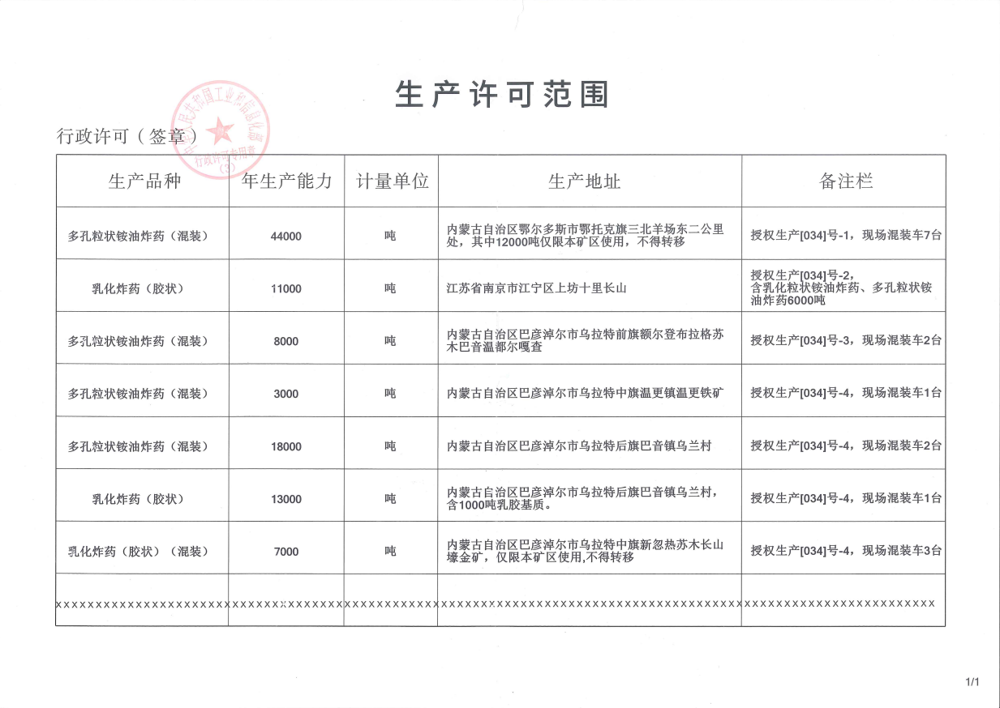 生产许可范围
中华人民共和国工业和信息化部
行政许可专用章
(3)
行政许可（签章）
生产品种 年生产能力 计量单位 生产地址 备注栏
多孔粒状铵油炸药（混装） 44000 吨 内蒙古自治区鄂尔多斯市鄂托克旗三北羊场东二公里
处，其中12000吨仅限本矿区使用，不得转移 授权生产[034]号-1，现场混装车7台
乳化炸药（胶状） 11000 吨 江苏省南京市江宁区上坊十里长山 授权生产[034]号-2，
含乳化粒状铵油炸药、多孔粒状铵
油炸药6000吨
多孔粒状铵油炸药（混装） 8000 吨 内蒙古自治区巴彦淖尔市乌拉特前旗额尔登布拉格苏
木巴音温都尔嘎查 授权生产[034]号-3，现场混装车2台
多孔粒状铵油炸药（混装） 3000 吨 内蒙古自治区巴彦淖尔市乌拉特中旗温更镇温更铁矿 授权生产[034]号-4，现场混装车1台
多孔粒状铵油炸药（混装） 18000 吨 内蒙古自治区巴彦淖尔市乌拉特后旗巴音镇乌兰村 授权生产[034]号-4，现场混装车2台
乳化炸药（胶状） 13000 吨 内蒙古自治区巴彦淖尔市乌拉特后旗巴音镇乌兰村，
含1000吨乳胶基质。 授权生产[034]号-4，现场混装车1台
乳化炸药（胶状）（混装） 7000 吨 内蒙古自治区巴彦淖尔市乌拉特中旗新忽热苏木长山
壕金矿，仅限本矿区使用,不得转移 授权生产[034]号-4，现场混装车3台
xxxxxxxxxxxxxxxxxxxxxxxxxxxxxxxxxxxxxxxxxxxxxxxxxxxxxxxxxxxxxxxxxxxxxxxxxxxxxxxxxxxxxxxxxxxxxxxxxxxxxxxxxxxxxx
1/1